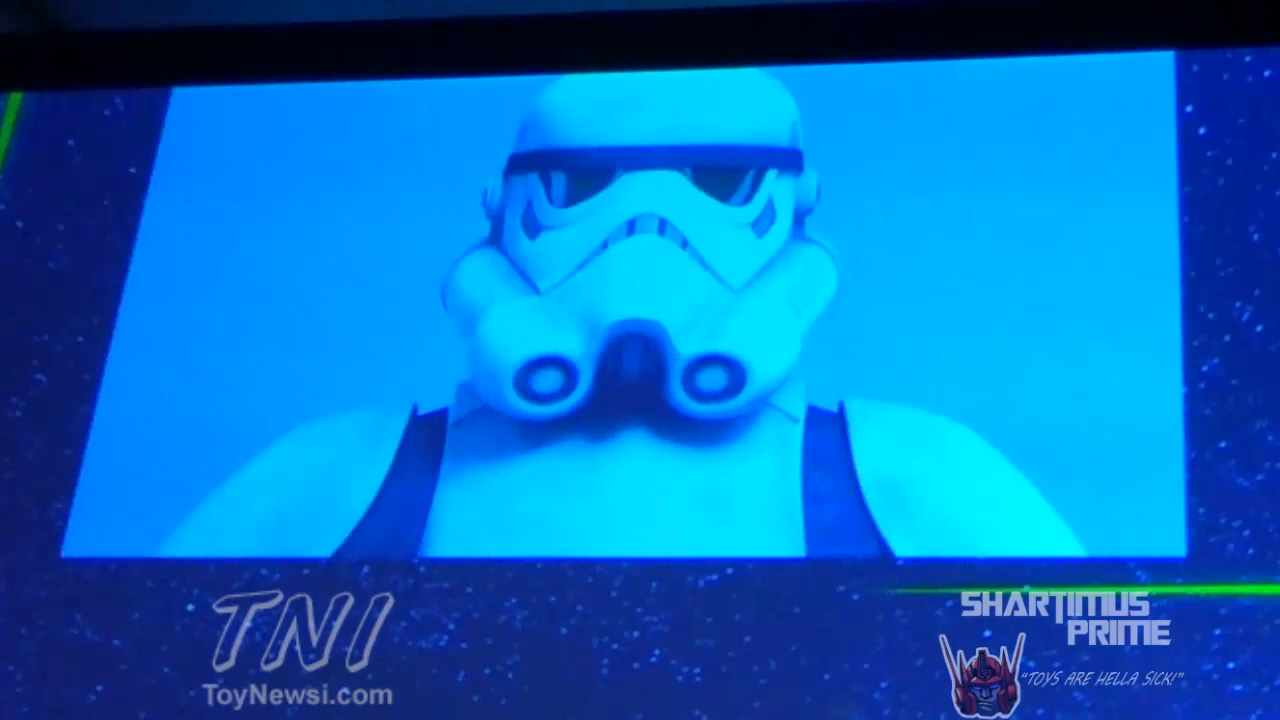 TNI
ToyNewsi.com
SHARTIMUS
PRIME
"TOYS ARE HELLA SICK!"